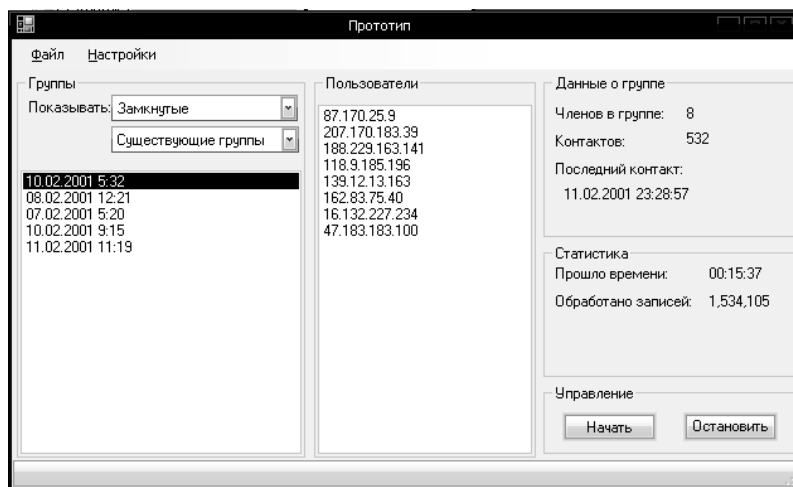 Прототип
Файл Настройки
Группы
Показывать: Замкнутые
Существующие группы
10.02.2001 5:32
08.02.2001 12:21
07.02.2001 5:20
10.02.2001 9:15
11.02.2001 11:19
Пользователи
87.170.25.9
207.170.183.39
188.229.163.141
118.9.185.196
139.12.13.163
162.83.75.40
16.132.227.234
47.183.183.100
Данные о группе
Членов в группе: 8
Контактов: 532
Последний контакт:
11.02.2001 23:28:57
Статистика
Прошло времени: 00:15:37
Обработано записей: 1,534,105
Управление
Начать Остановить